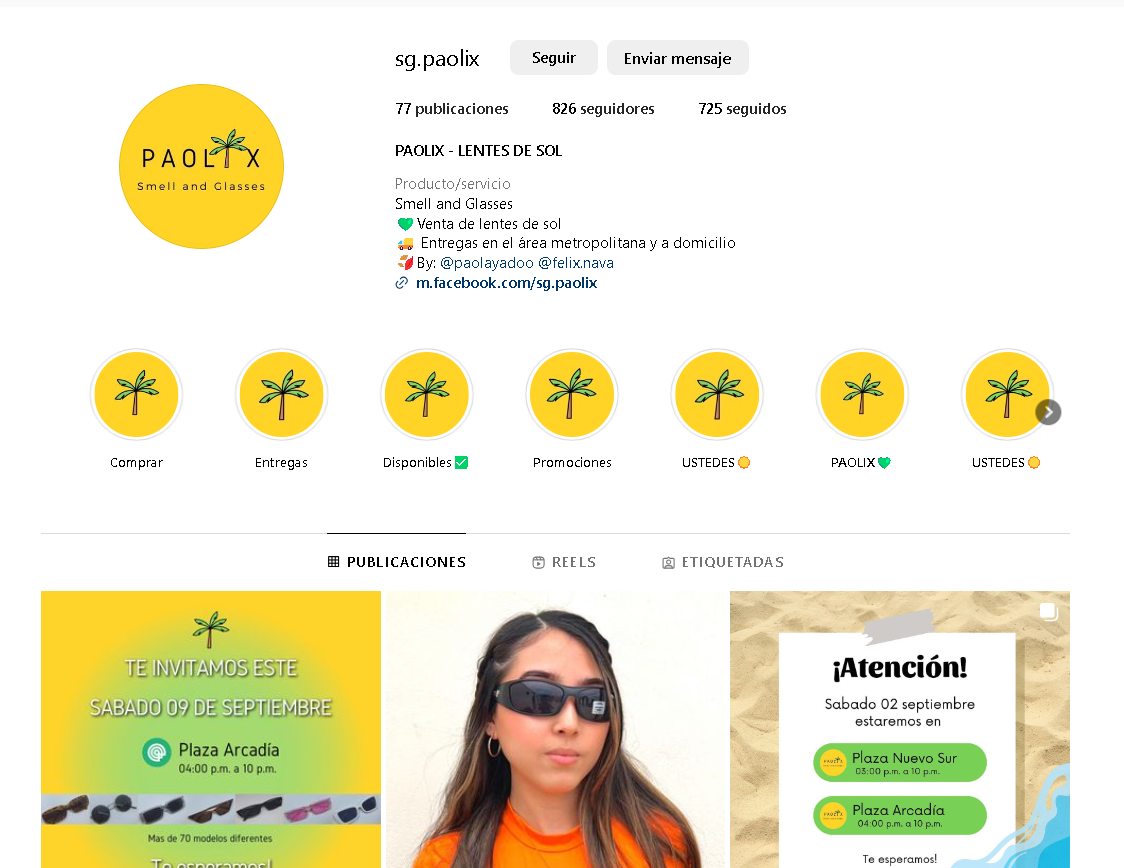 sg.paolix
Seguir
Enviar mensaje
77 publicaciones
826 seguidores
725 seguidos
PAOLIX - LENTES DE SOL
Producto/servicio
Smell and Glasses
💚 Venta de lentes de sol
🚚 Entregas en el área metropolitana y a domicilio
By: @paolayadoo @felix.nava
m.facebook.com/sg.paolix
PAOLIX
Smell and Glasses
Comprar
Entregas
Disponibles ✅
Promociones
USTEDES
PAOLIX 💚
USTEDES
PUBLICACIONES
REELS
ETIQUETADAS
TE INVITAMOS ESTE
SABADO 09 DE SEPTIEMBRE
Plaza Arcadía
04:00 p.m. a 10 p.m.
Mas de 70 modelos diferentes
Te esperamos!
¡Atención!
Sabado 02 septiembre
estaremos en
Plaza Nuevo Sur
03:00 p.m. a 10 p.m.
Plaza Arcadía
04:00 p.m. a 10 p.m.
Te esperamos!